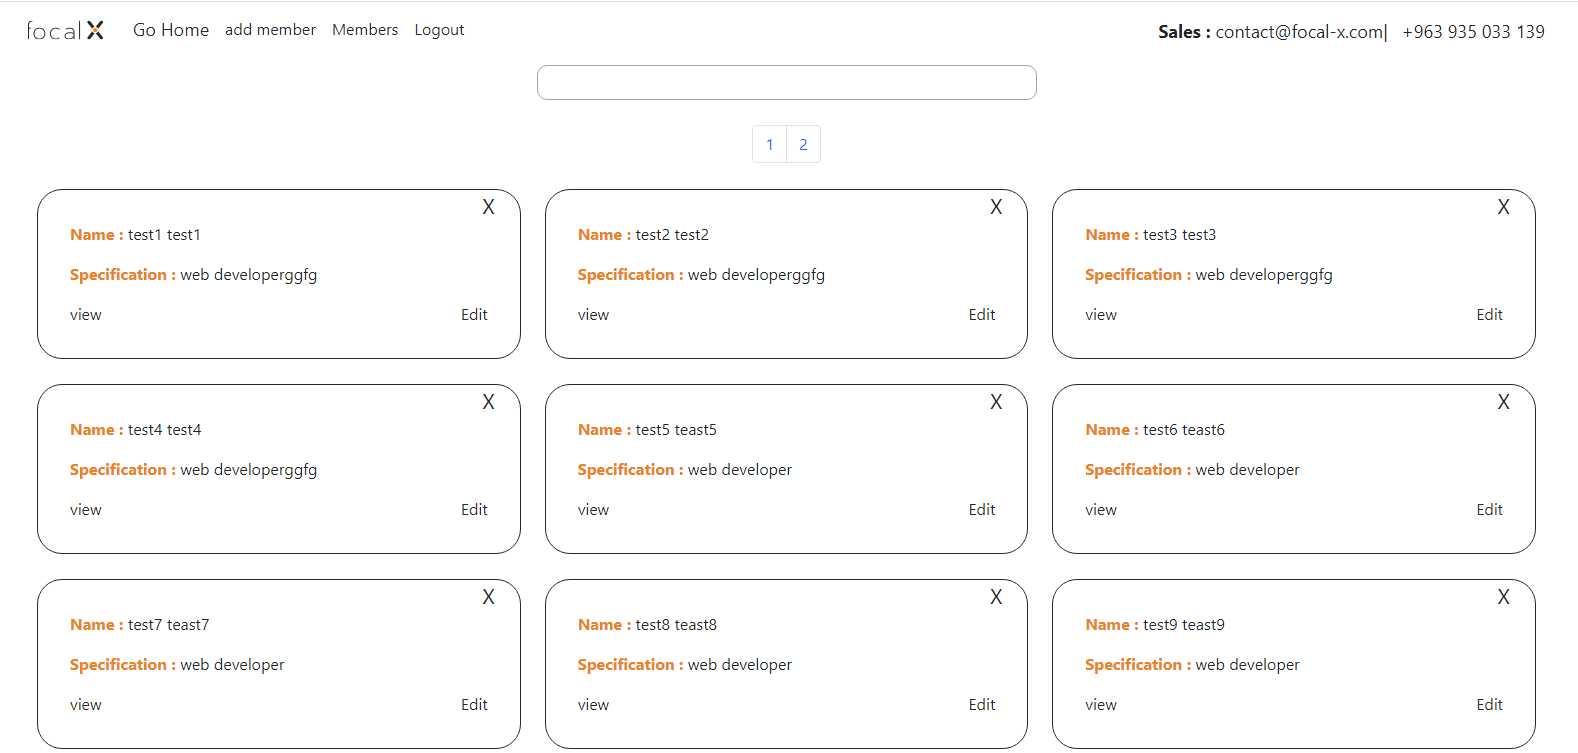 focal X Go Home add member Members Logout Sales : contact@focal-x.com| +963 935 033 139
1 2
X X X
Name : test1 test1 Name : test2 test2 Name : test3 test3
Specification : web developerggfg Specification : web developerggfg Specification : web developerggfg
view Edit view Edit view Edit
X X X
Name : test4 test4 Name : test5 teast5 Name : test6 teast6
Specification : web developerggfg Specification : web developer Specification : web developer
view Edit view Edit view Edit
X X X
Name : test7 teast7 Name : test8 teast8 Name : test9 teast9
Specification : web developer Specification : web developer Specification : web developer
view Edit view Edit view Edit